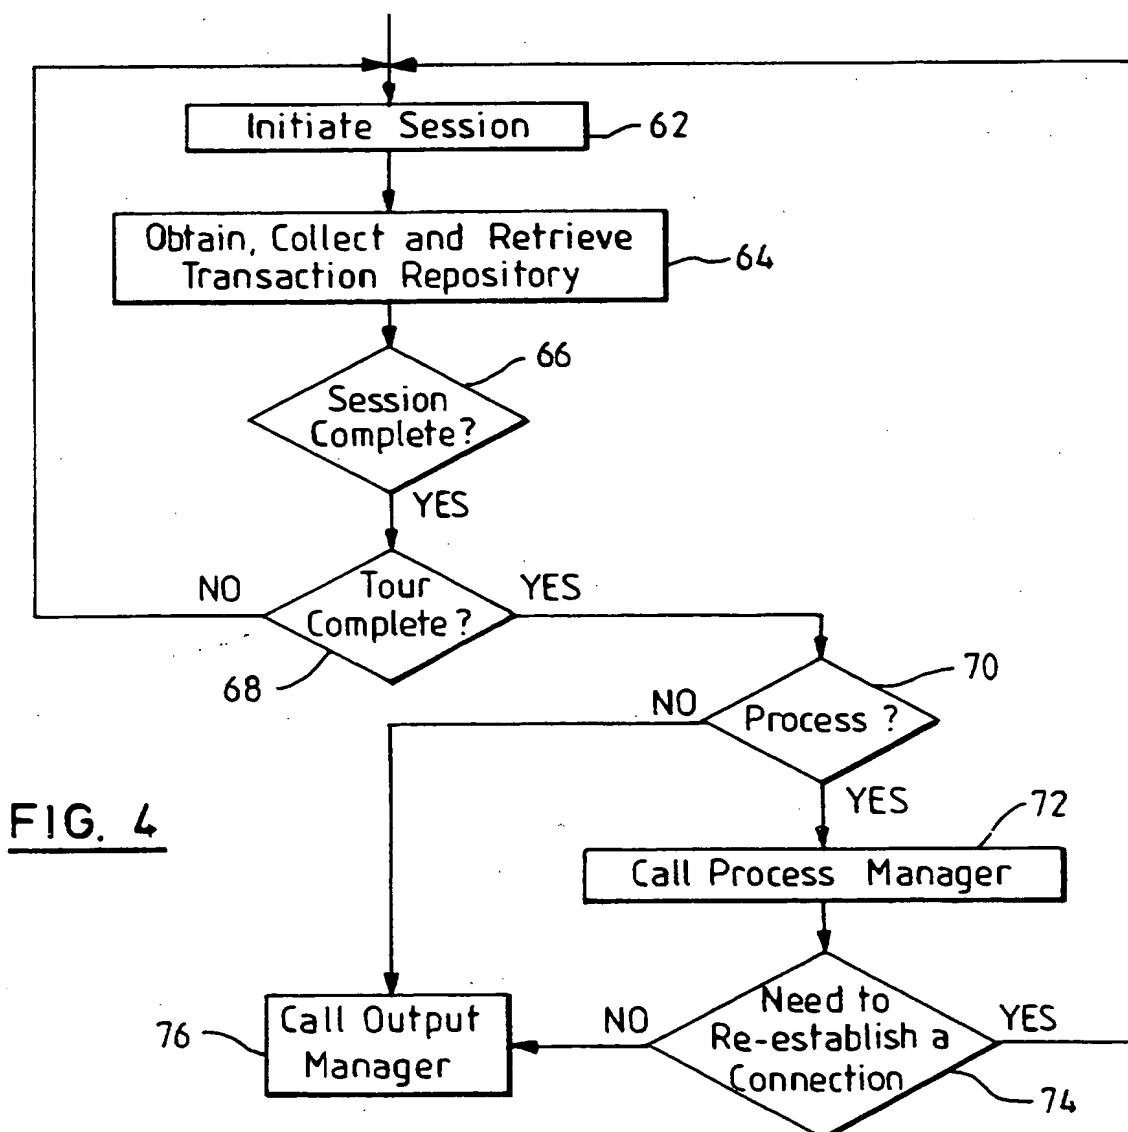 Initiate Session
62
Obtain, Collect and Retrieve
Transaction Repository
64
66
Session
Complete?
YES
NO
Tour
Complete?
YES
68
70
NO
Process ?
YES
FIG. 4
72
Call Process Manager
76
Call Output
Manager
NO
Need to
Re-establish a
Connection
YES
74